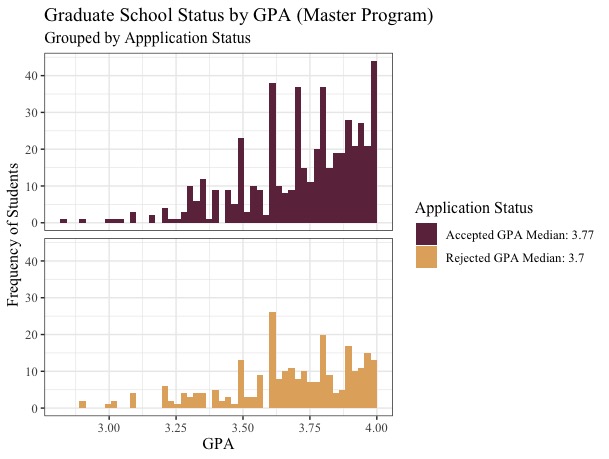 Graduate School Status by GPA (Master Program)
Grouped by Appplication Status
40
30
20
10
0
Frequency of Students
40
30
20
10
0
3.00 3.25 3.50 3.75 4.00
GPA
Application Status
Accepted GPA Median: 3.77
Rejected GPA Median: 3.7